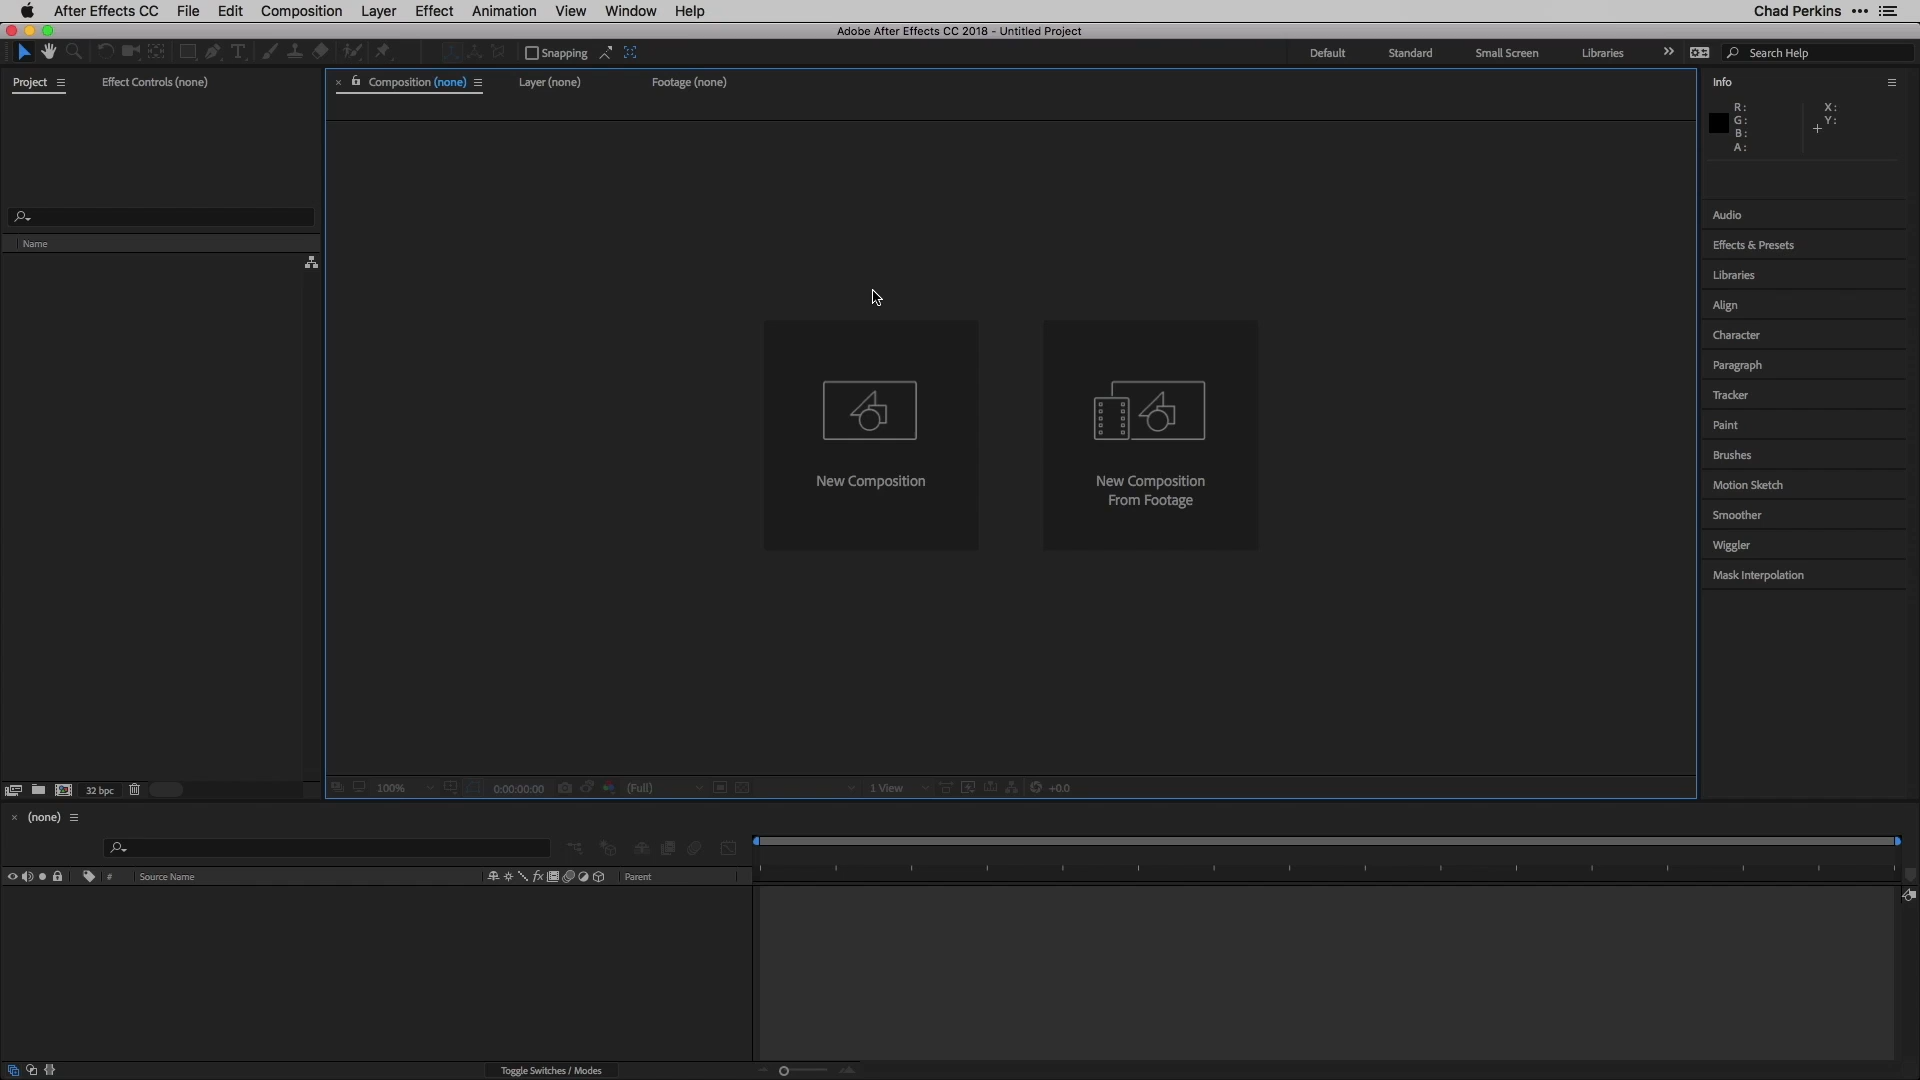 After Effects CC File Edit Composition Layer Effect Animation View Window Help Chad Perkins
Adobe After Effects CC 2018 - Untitled Project
Snapping Default Standard Small Screen Libraries Search Help
Project Effect Controls (none) Composition (none) Layer (none) Footage (none) Info
R: X:
G: Y:
B:
A:
Name
Audio
Effects & Presets
Libraries
Align
Character
Paragraph
Tracker
Paint
Brushes
Motion Sketch
Smoother
Wiggler
Mask Interpolation
New Composition
New Composition
From Footage
32 bpc 100% 0:00:00:00 (Full) 1 View +0.0
(none)
# Source Name fx Parent
Toggle Switches / Modes